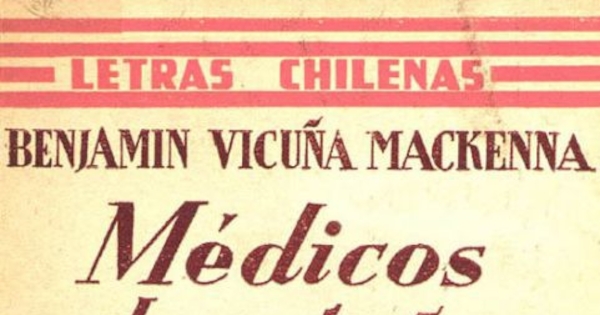 LETRAS CHILENAS
BENJAMIN VICUÑA MACKENNA
Médicos